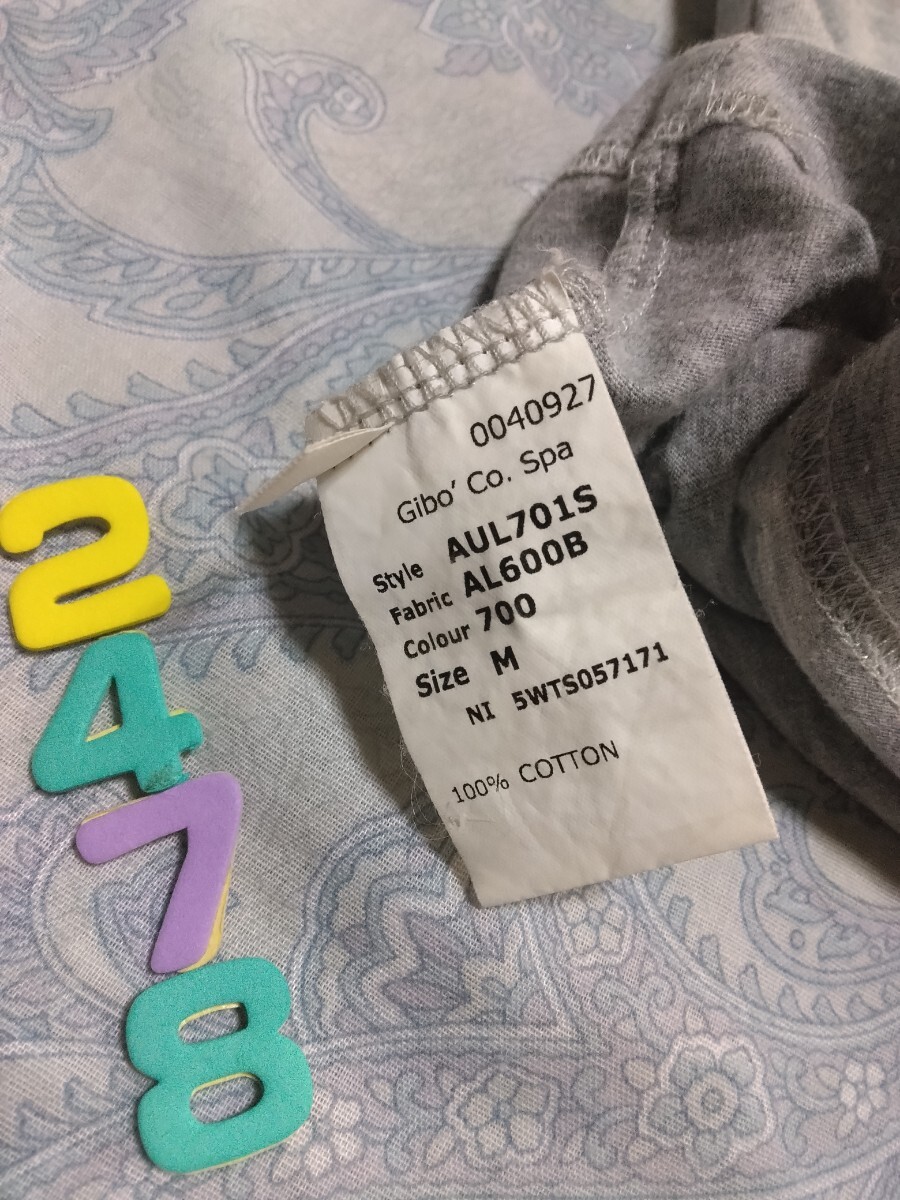 0040927
Gibo' Co. Spa
Style AUL701S
Fabric AL600B
Colour 700
Size M
NI 5WTS057171
100% COTTON
2
4
7
8